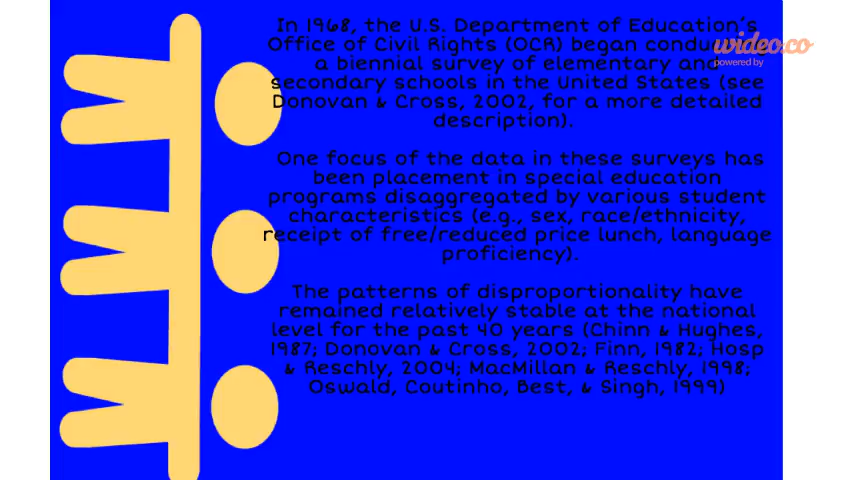 In 1968, the U.S. Department of Education's
Office of Civil Rights (OCR) began
a biennial survey of elementary and
secondary schools in the United States (see
Donovan & Cross, 2002, for a more detailed
description).
One focus of the data in these surveys has
been placement in special education
programs disaggregated by various student
characteristics (e.g., sex, race/ethnicity,
receipt of free/reduced price lunch, language
proficiency).
The patterns of disproportionality have
remained relatively stable at the national
level for the past 40 years (Chinn & Hughes,
1987; Donovan & Cross, 2002; Finn, 1982; Hosp
& Reschly, 2004; MacMillan & Reschly, 1998;
Oswald, Coutinho, Best, & Singh, 1999)
wideo.co
powered by